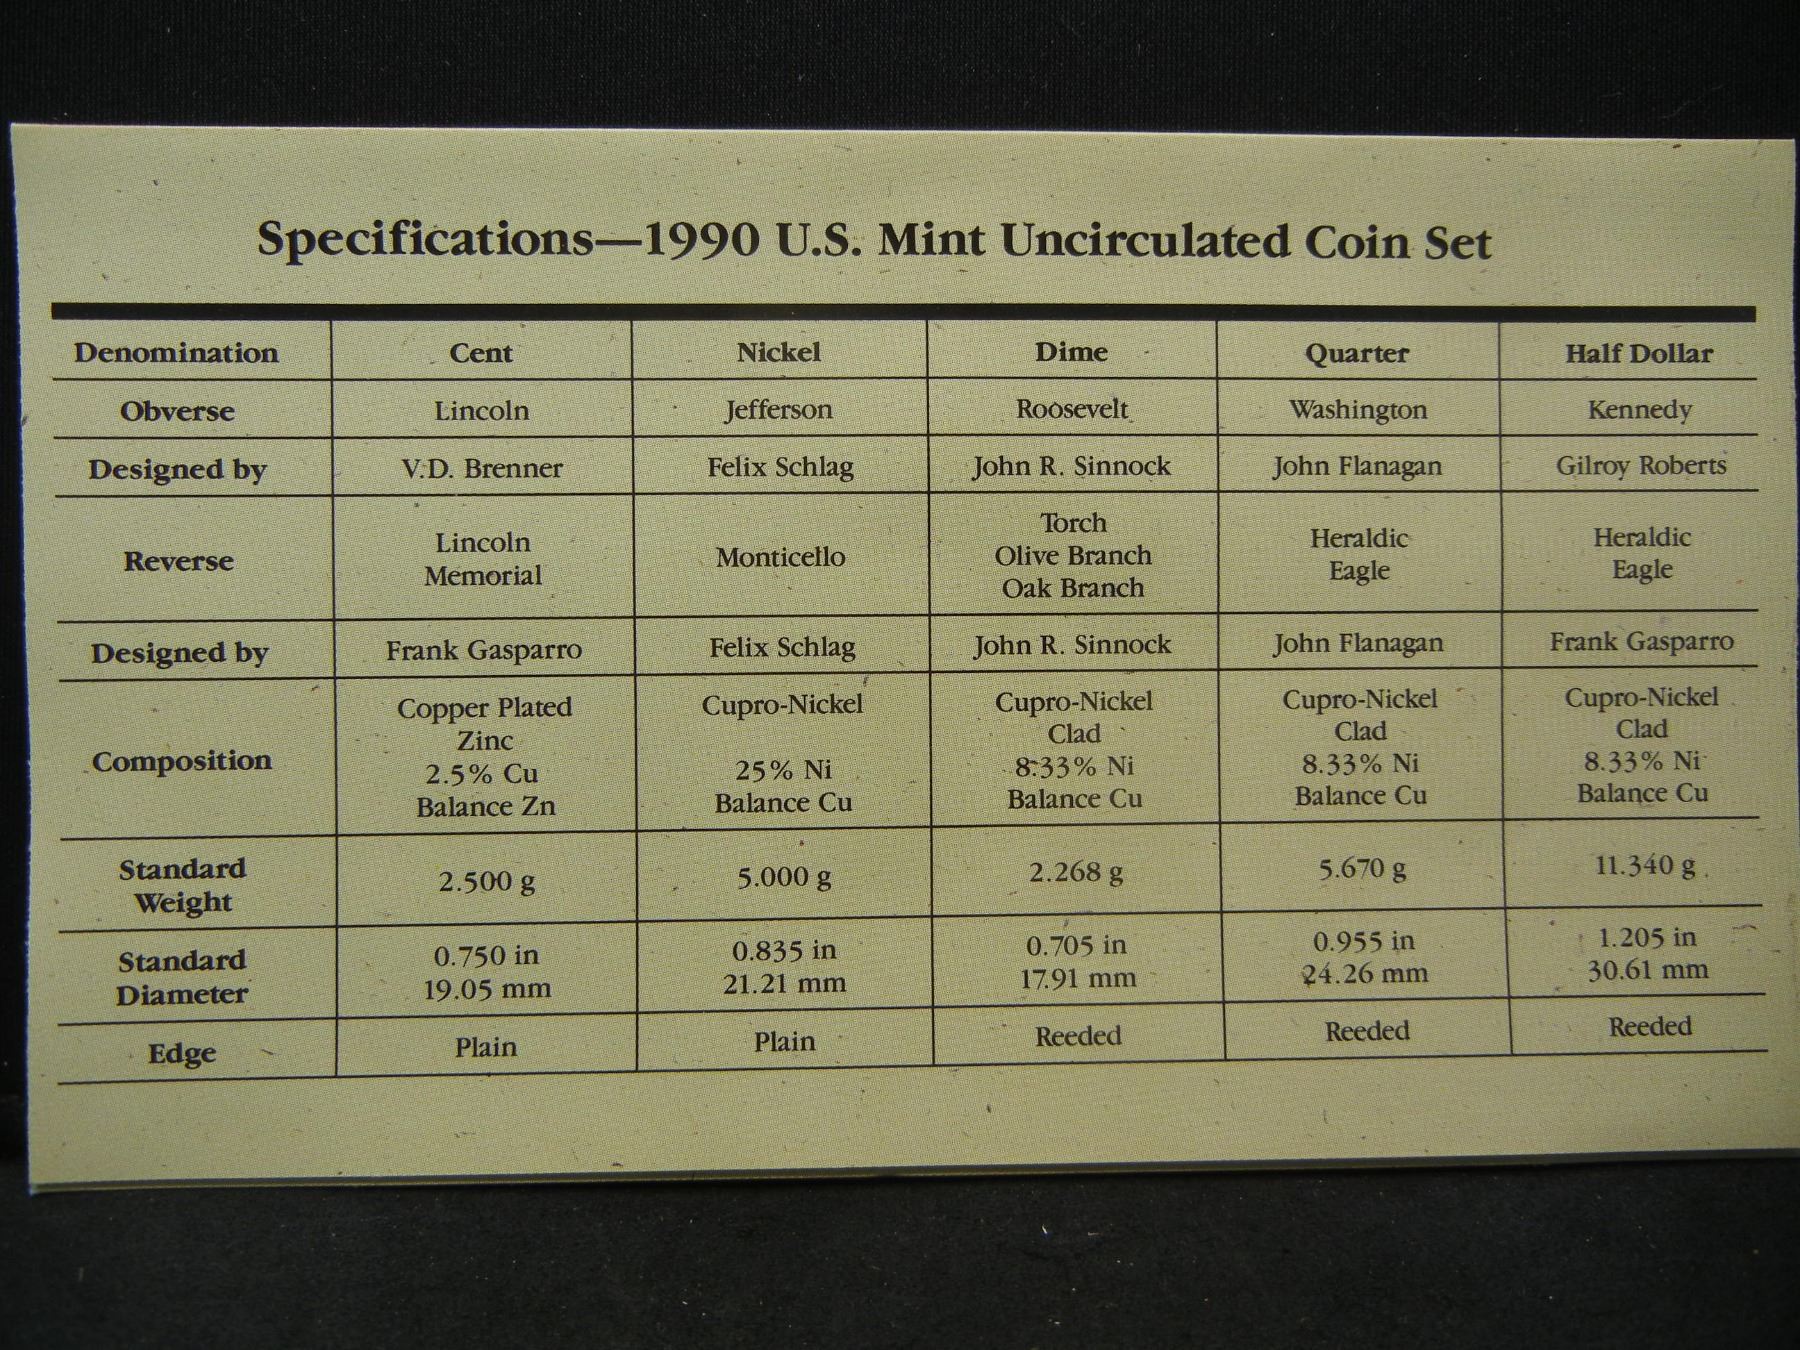 Specifications—1990 U.S. Mint Uncirculated Coin Set
Denomination Cent Nickel Dime Quarter Half Dollar
Obverse Lincoln Jefferson Roosevelt Washington Kennedy
Designed by V.D. Brenner Felix Schlag John R. Sinnock John Flanagan Gilroy Roberts
Reverse Lincoln Memorial Monticello Torch Olive Branch Oak Branch Heraldic Eagle Heraldic Eagle
Designed by Frank Gasparro Felix Schlag John R. Sinnock John Flanagan Frank Gasparro
Composition Copper Plated Zinc 2.5% Cu Balance Zn Cupro-Nickel 25% Ni Balance Cu Cupro-Nickel Clad 8.33% Ni Balance Cu Cupro-Nickel Clad 8.33% Ni Balance Cu Cupro-Nickel Clad 8.33% Ni Balance Cu
Standard Weight 2.500 g 5.000 g 2.268 g 5.670 g 11.340 g
Standard Diameter 0.750 in 19.05 mm 0.835 in 21.21 mm 0.705 in 17.91 mm 0.955 in 24.26 mm 1.205 in 30.61 mm
Edge Plain Plain Reeded Reeded Reeded